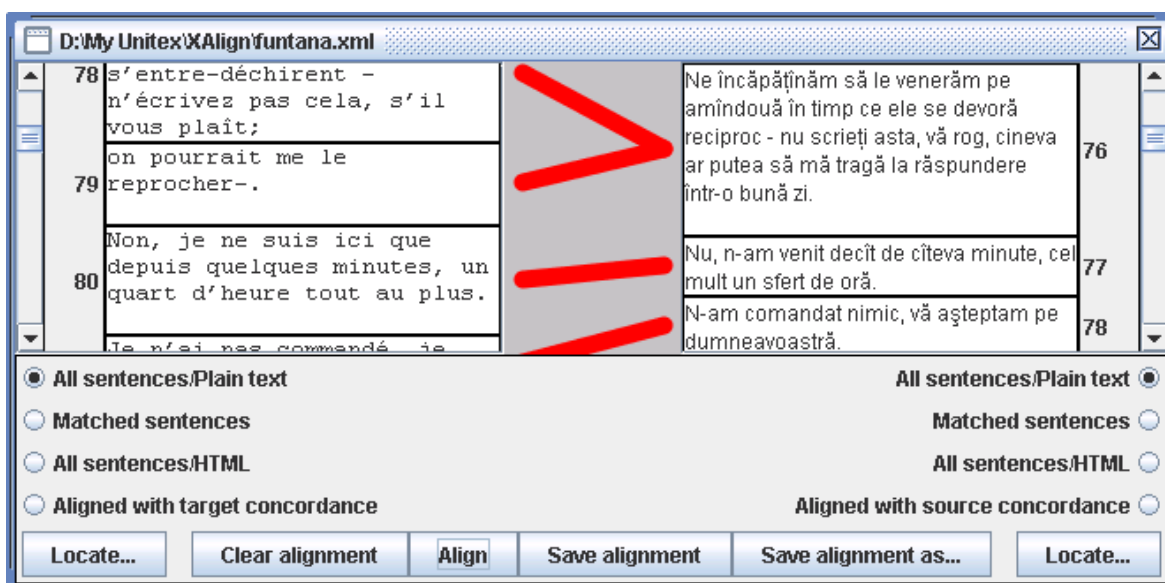 D:\My Unitex\XAlign\funtana.xml
78
s'entre-déchirent -
n'écrivez pas cela, s'il
vous plaît;
79
on pourrait me le
reprocher-.
80
Non, je ne suis ici que
depuis quelques minutes, un
quart d'heure tout au plus.
Je n'ai pas commandé, je
Ne încăpăţînăm să le venerăm pe
amîndouă în timp ce ele se devoră
reciproc - nu scrieţi asta, vă rog, cineva
ar putea să mă tragă la răspundere
într-o bună zi.
76
Nu, n-am venit decît de cîteva minute, cel
mult un sfert de oră.
77
N-am comandat nimic, vă aşteptam pe
dumneavoastră.
78
All sentences/Plain text
Matched sentences
All sentences/HTML
Aligned with target concordance
All sentences/Plain text
Matched sentences
All sentences/HTML
Aligned with source concordance
Locate...
Clear alignment
Align
Save alignment
Save alignment as...
Locate...